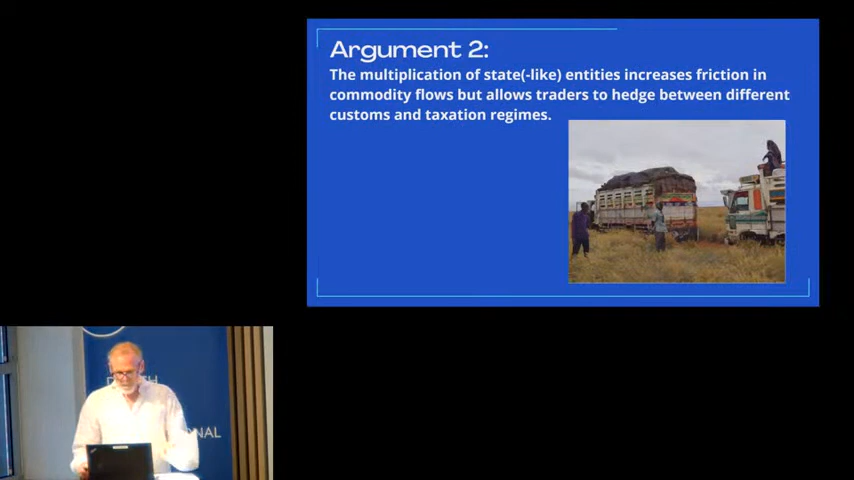 Argument 2:
The multiplication of state(-like) entities increases friction in
commodity flows but allows traders to hedge between different
customs and taxation regimes.